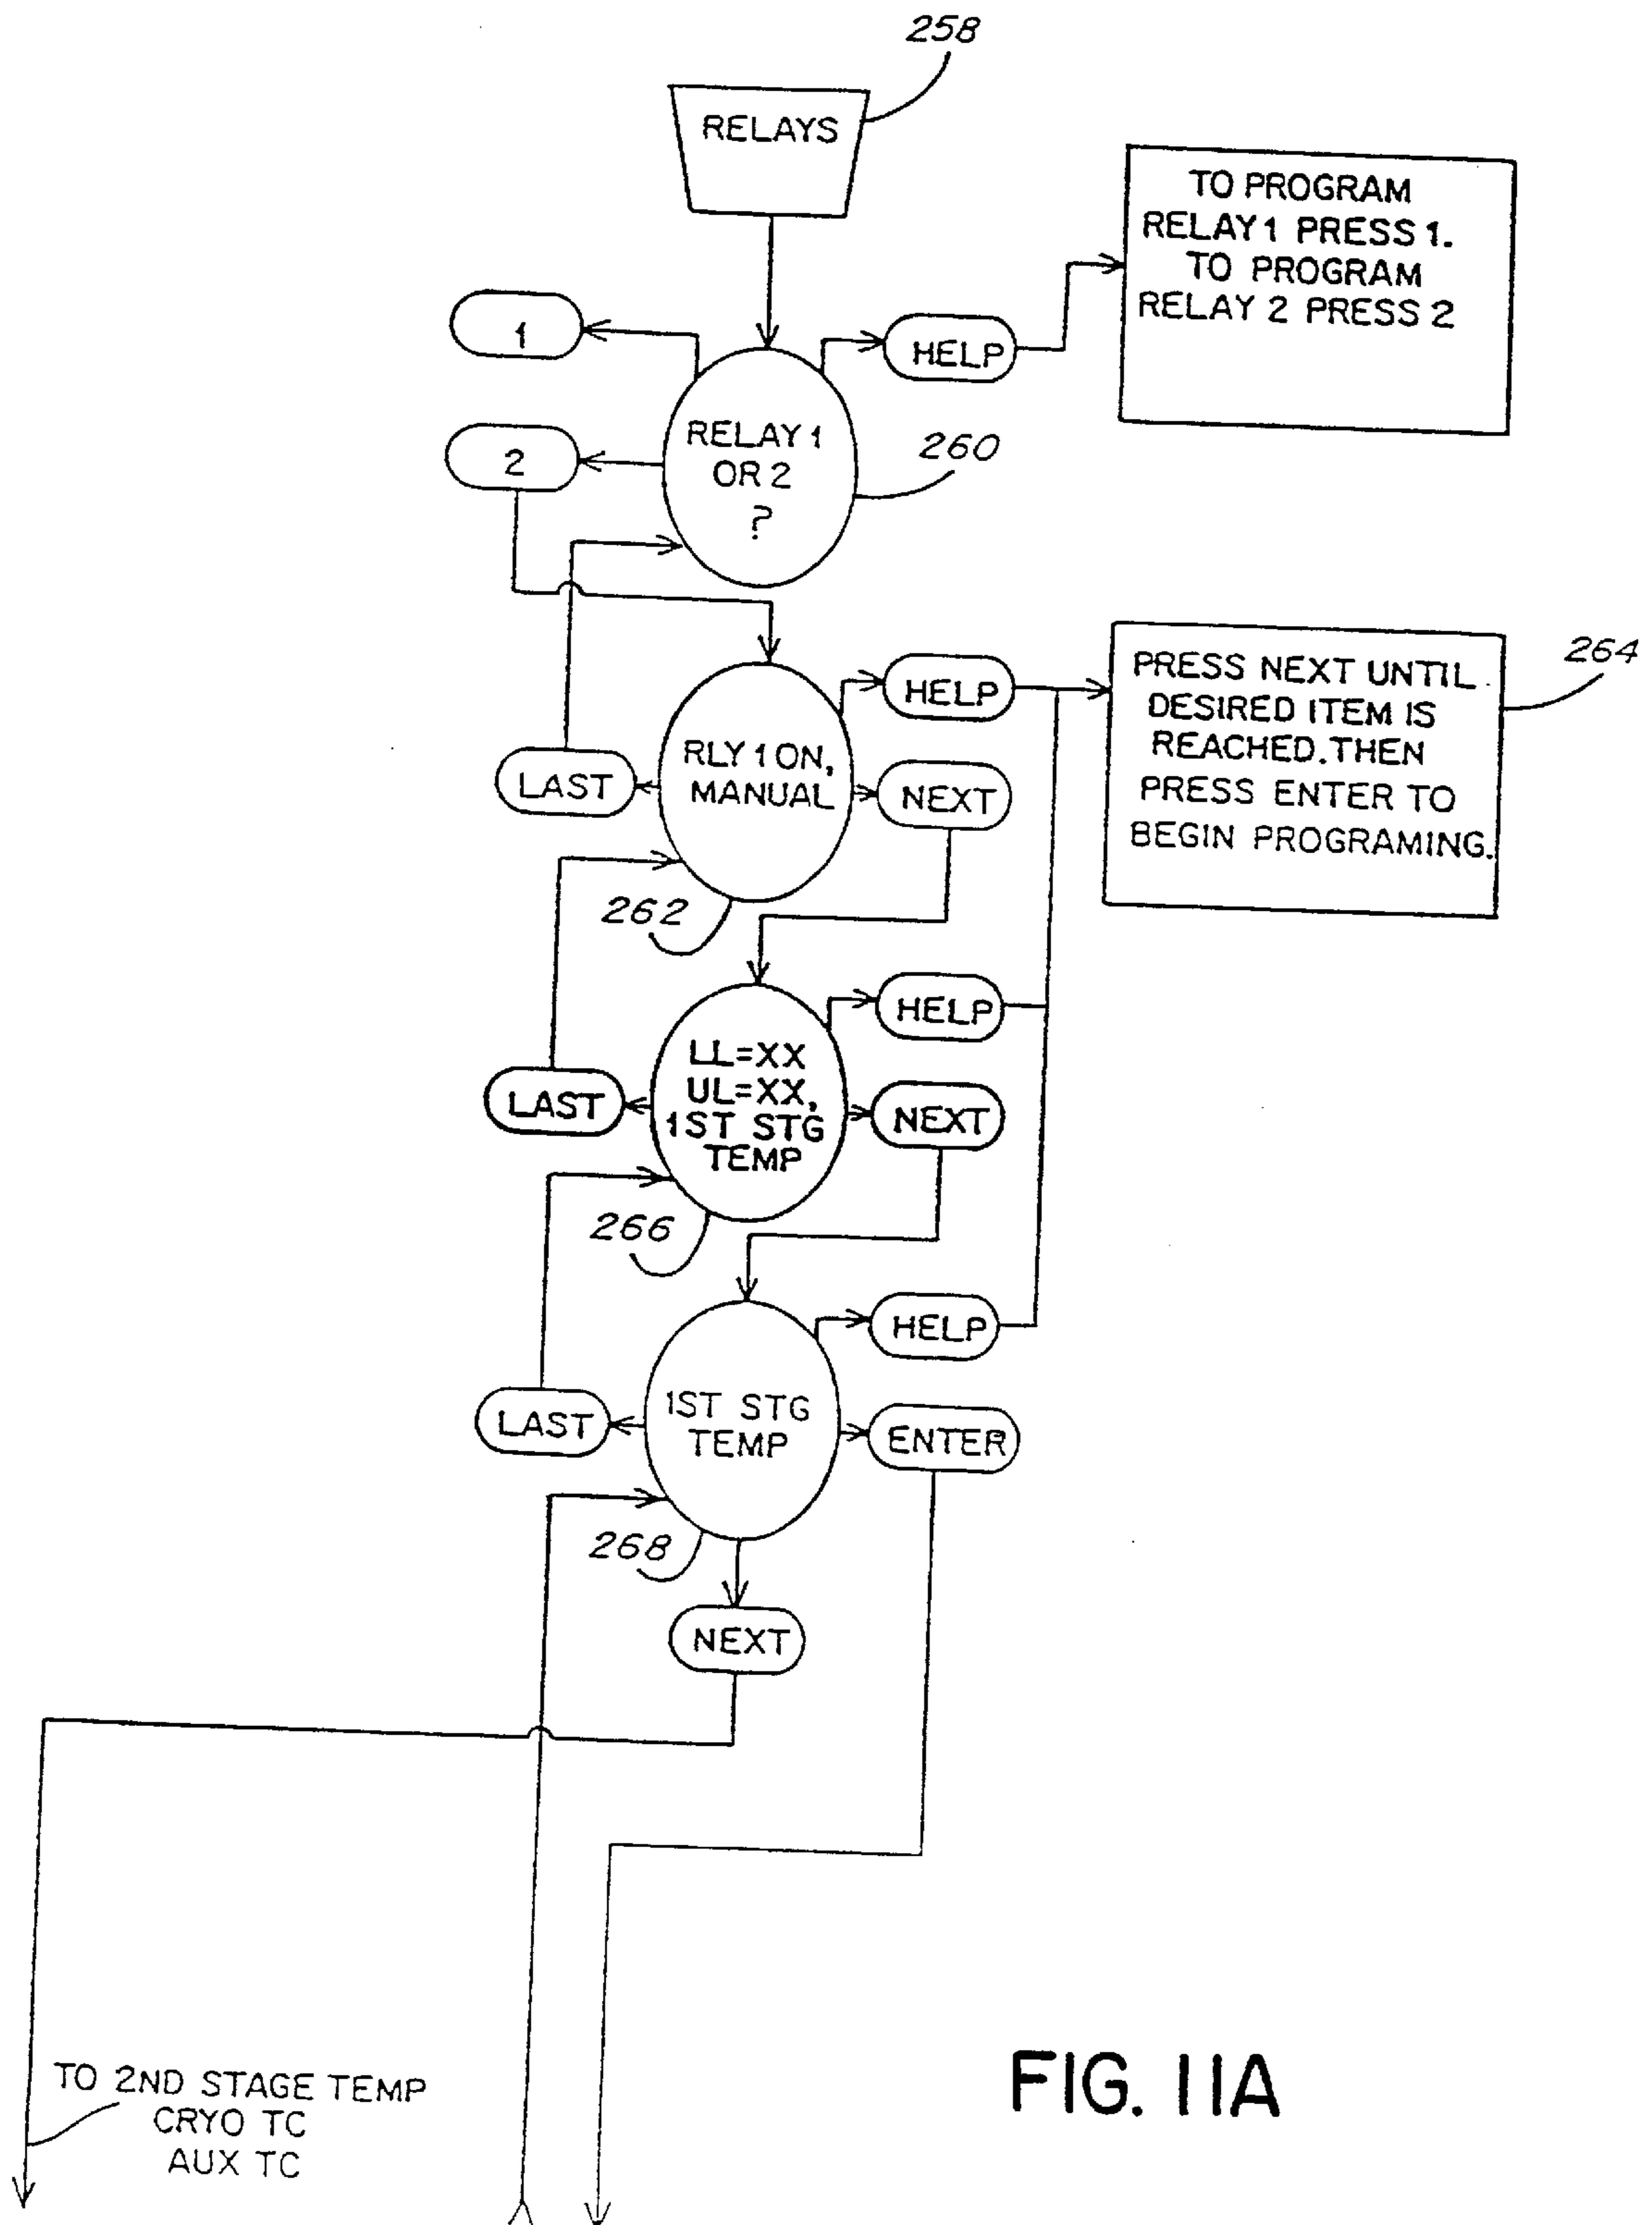 258
RELAYS
TO PROGRAM
RELAY 1 PRESS 1.
TO PROGRAM
RELAY 2 PRESS 2
1
HELP
RELAY 1
OR 2
?
2
260
HELP
PRESS NEXT UNTIL
DESIRED ITEM IS
REACHED. THEN
PRESS ENTER TO
BEGIN PROGRAMING.
264
RLY 1 ON,
MANUAL
LAST
NEXT
262
HELP
LL=XX
UL=XX,
1ST STG
TEMP
LAST
NEXT
266
HELP
1ST STG
TEMP
LAST
ENTER
268
NEXT
TO 2ND STAGE TEMP
CRYO TC
AUX TC
FIG. 11A